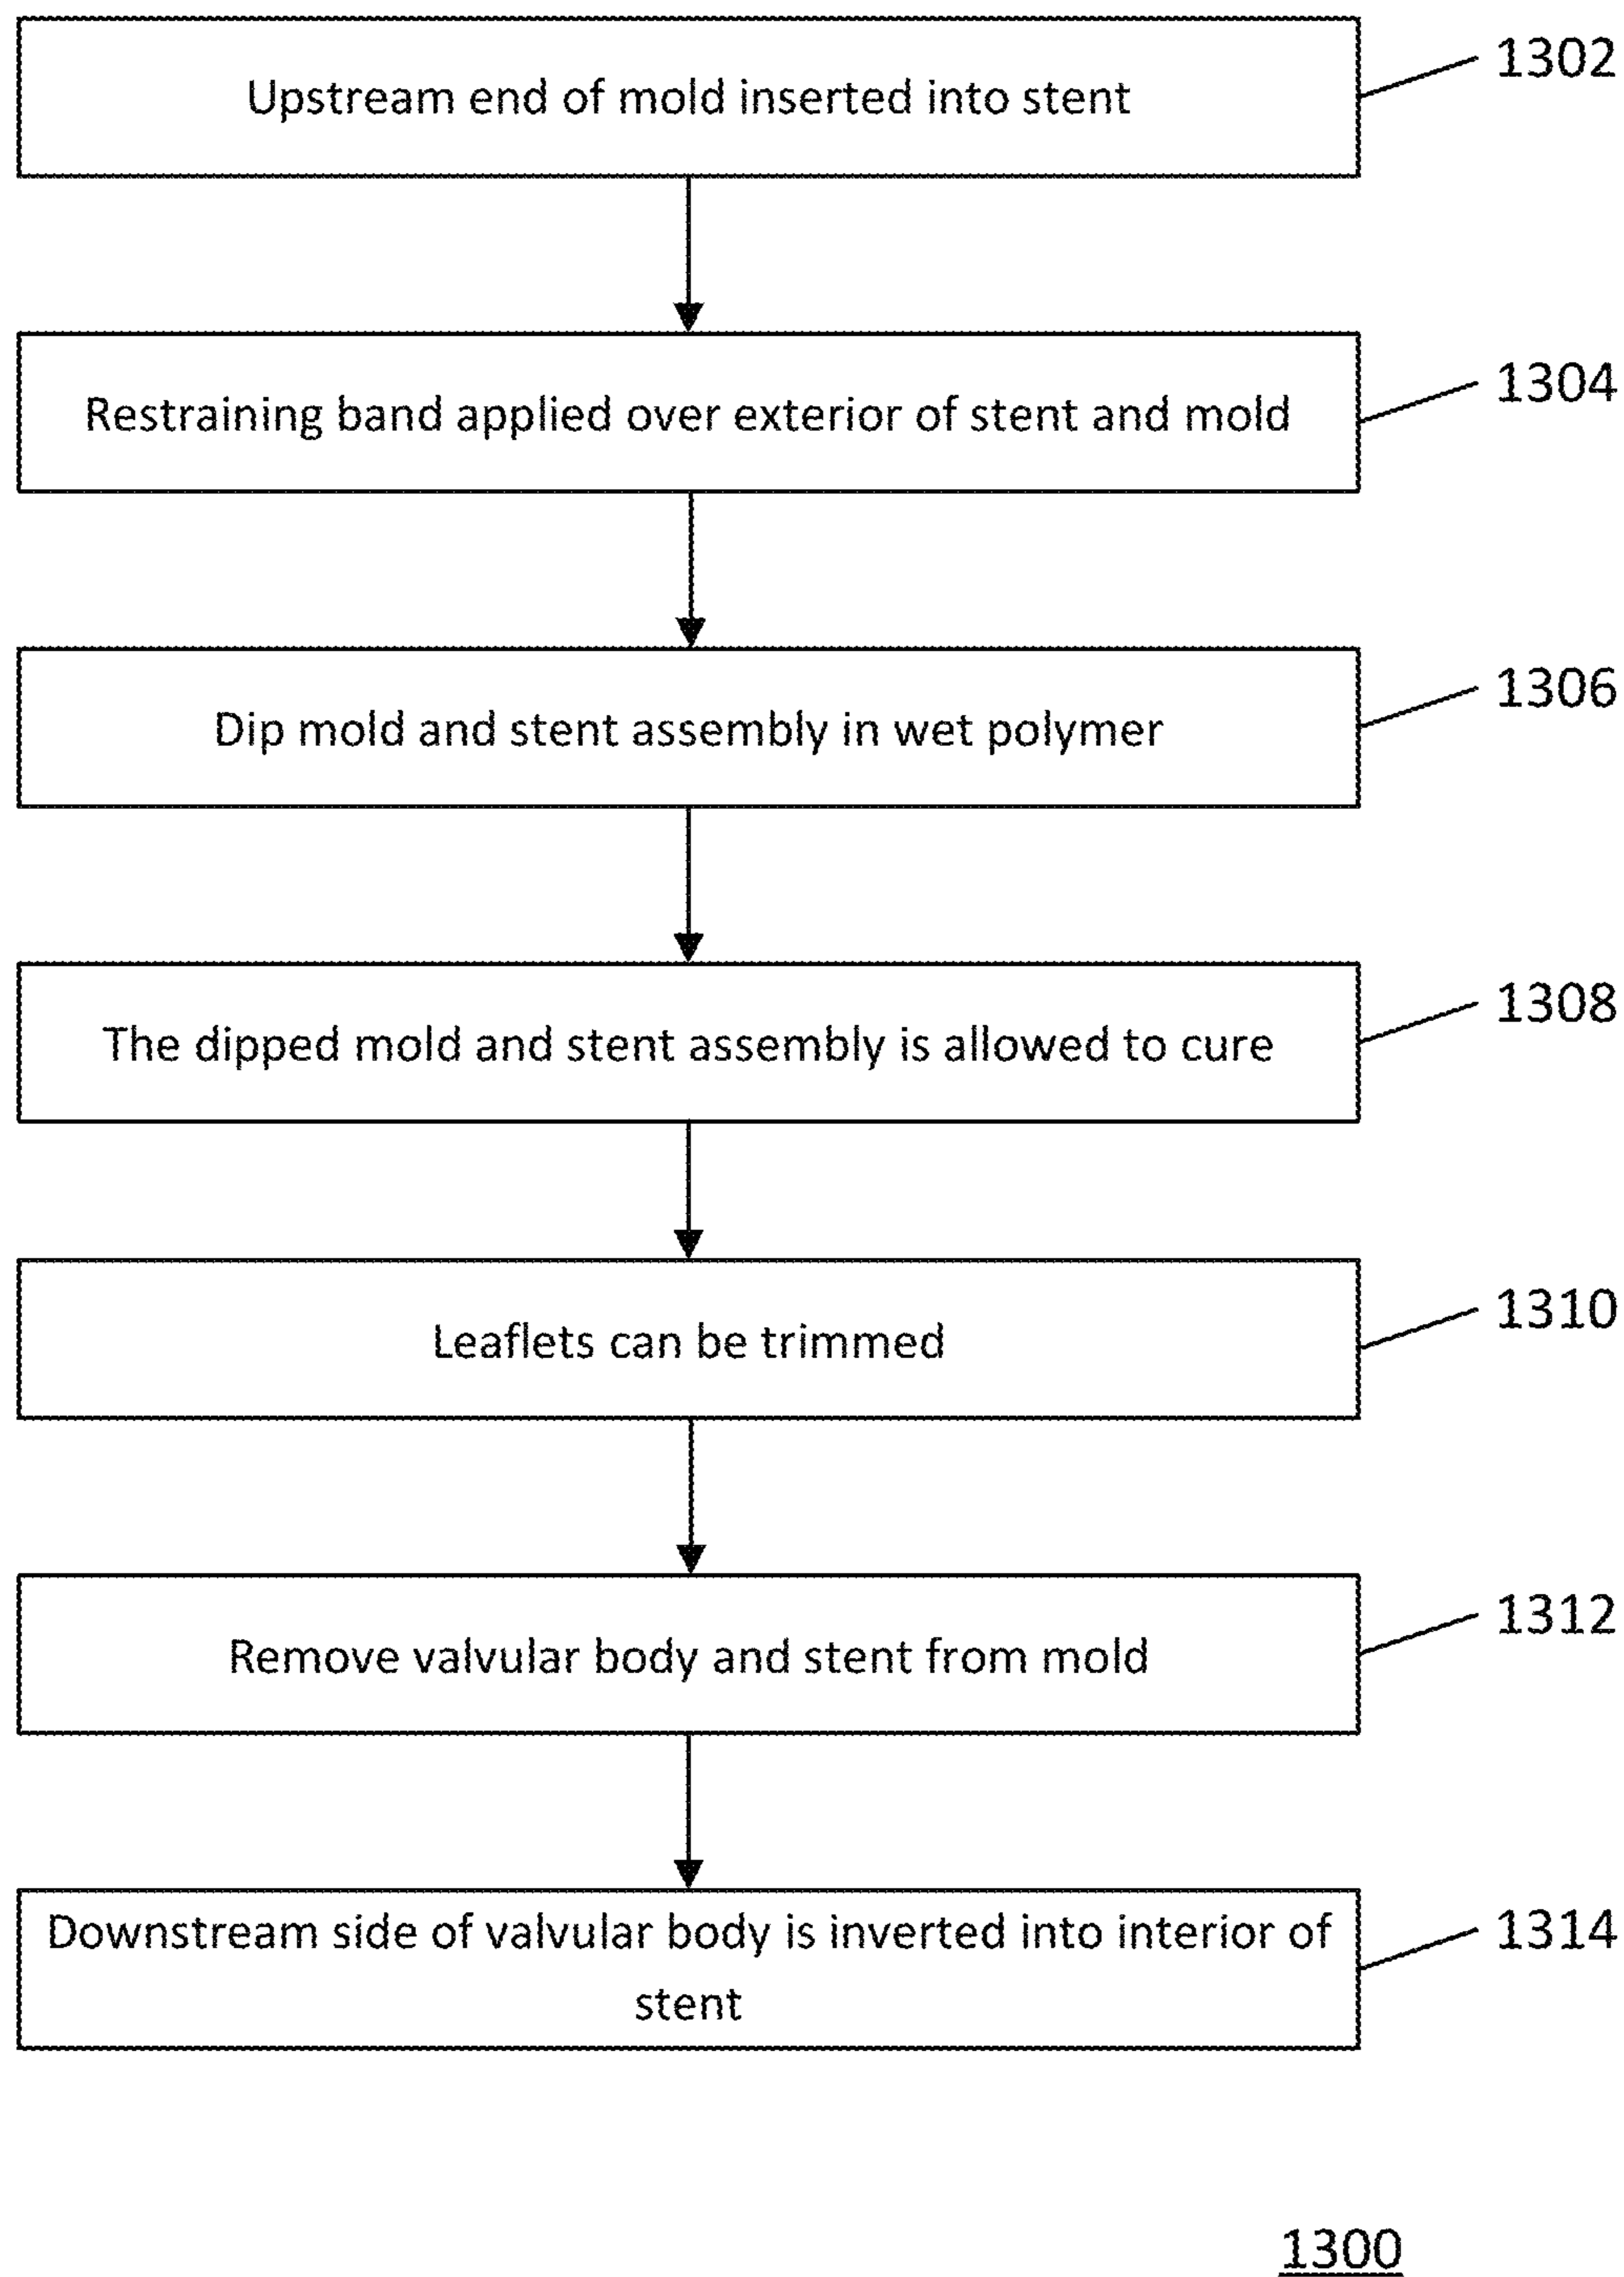 Upstream end of mold inserted into stent
1302
Restraining band applied over exterior of stent and mold
1304
Dip mold and stent assembly in wet polymer
1306
The dipped mold and stent assembly is allowed to cure
1308
Leaflets can be trimmed
1310
Remove valvular body and stent from mold
1312
Downstream side of valvular body is inverted into interior of
stent
1314
1300